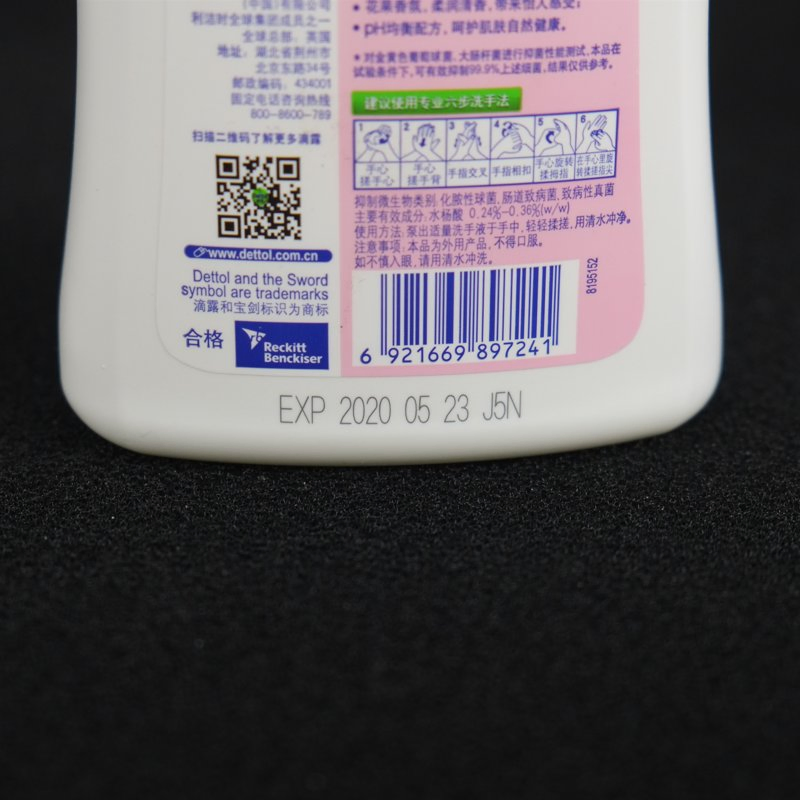 (中国)有限公司
利洁时全球集团成员之一
全球总部：英国
地址：湖北省荆州市
北京东路34号
邮政编码：434001
固定电话咨询热线
800-8600-789
扫描二维码了解更多滴露
www.dettol.com.cn
Dettol and the Sword
symbol are trademarks
滴露和宝剑标识为商标
合格
Reckitt
Benckiser
• 花果香氛，柔润清香，带来怡人感受；
• pH均衡配方，呵护肌肤自然健康。
* 对金黄色葡萄球菌、大肠杆菌进行抑菌性能测试，本品在
试验条件下，可有效抑制99.9%上述细菌，结果仅供参考。
建议使用专业六步洗手法
1 2 3 4 5 6
手心搓手心
手心搓手背
手指交叉
手指相扣
手心旋转揉拇指
在手心里旋转揉搓指尖
抑制微生物类别：化脓性球菌，肠道致病菌，致病性真菌
主要有效成分：水杨酸 0.24%-0.36%(w/w)
使用方法：泵出适量洗手液于手中，轻轻揉搓，用清水冲净。
注意事项：本品为外用产品，不得口服。
如不慎入眼，请用清水冲洗。
8195152
6 921669 897241
EXP 2020 05 23 J5N